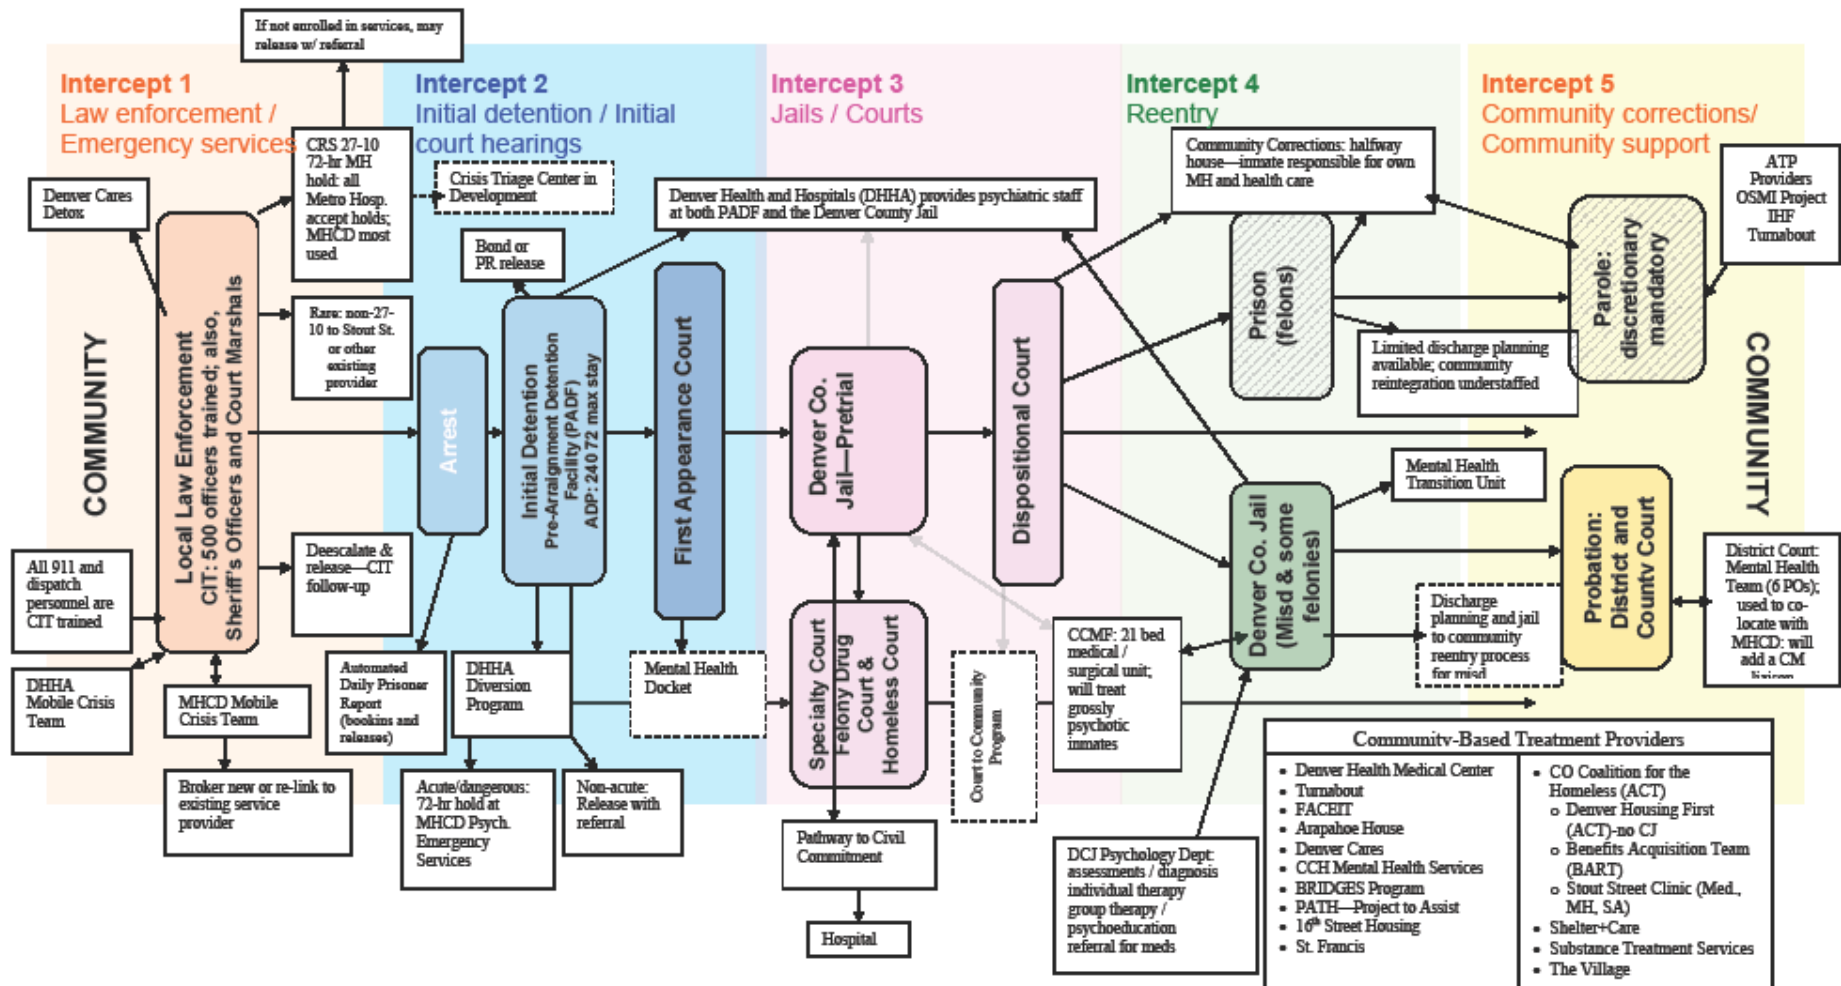 If not enrolled in services, may
release w/ referral
Intercept 1
Law enforcement /
Emergency services
Intercept 2
Initial detention / Initial
court hearings
Intercept 3
Jails / Courts
Intercept 4
Reentry
Intercept 5
Community corrections/
Community support
COMMUNITY
Denver Cares
Detox
CRS 27-10
72-hr MH
hold: all
Metro Hosp.
accept holds;
MHCD most
used
Crisis Triage Center in
Development
Rare: non-27-
10 to Stout St.
or other
existing
provider
Local Law Enforcement
CIT: 500 officers trained; also,
Sheriff's Officers and Court Marshals
Deescalate &
release—CIT
follow-up
All 911 and
dispatch
personnel are
CIT trained
DHHA
Mobile Crisis
Team
MHCD Mobile
Crisis Team
Broker new or re-link to
existing service
provider
Arrest
Automated
Daily Prisoner
Report
(bookins and
releases)
Bond or
PR release
Initial Detention
Pre-Arraignment Detention
Facility (PADF)
ADP: 240 72 max stay
DHHA
Diversion
Program
Acute/dangerous:
72-hr hold at
MHCD Psych.
Emergency
Services
Non-acute:
Release with
referral
First Appearance Court
Mental Health
Docket
Denver Health and Hospitals (DHHA) provides psychiatric staff
at both PADF and the Denver County Jail
Denver Co.
Jail—Pretrial
Specialty Court
Felony Drug
Court &
Homeless Court
Pathway to Civil
Commitment
Hospital
Dispositional Court
Court to Community
Program
CCMF: 21 bed
medical /
surgical unit;
will treat
grossly
psychotic
inmates
DCJ Psychology Dept:
assessments / diagnosis
individual therapy
group therapy /
psychoeducation
referral for meds
Community Corrections: halfway
house—inmate responsible for own
MH and health care
Prison
(felons)
Limited discharge planning
available; community
reintegration understaffed
Denver Co. Jail
(Misd & some
felonies)
Mental Health
Transition Unit
Discharge
planning and jail
to community
reentry process
for misd
Parole:
discretionary
mandatory
ATP
Providers
OSMI Project
IHF
Turnabout
COMMUNITY
Probation:
District and
County Court
District Court:
Mental Health
Team (6 POs);
used to co-
locate with
MHCD: will
add a CM
liaison
Community-Based Treatment Providers
• Denver Health Medical Center
• Turnabout
• FACEIT
• Arapahoe House
• Denver Cares
• CCH Mental Health Services
• BRIDGES Program
• PATH—Project to Assist
• 16th Street Housing
• St. Francis
• CO Coalition for the
Homeless (ACT)
o Denver Housing First
(ACT)-no CJ
o Benefits Acquisition Team
(BART)
o Stout Street Clinic (Med.,
MH, SA)
• Shelter+Care
• Substance Treatment Services
• The Village